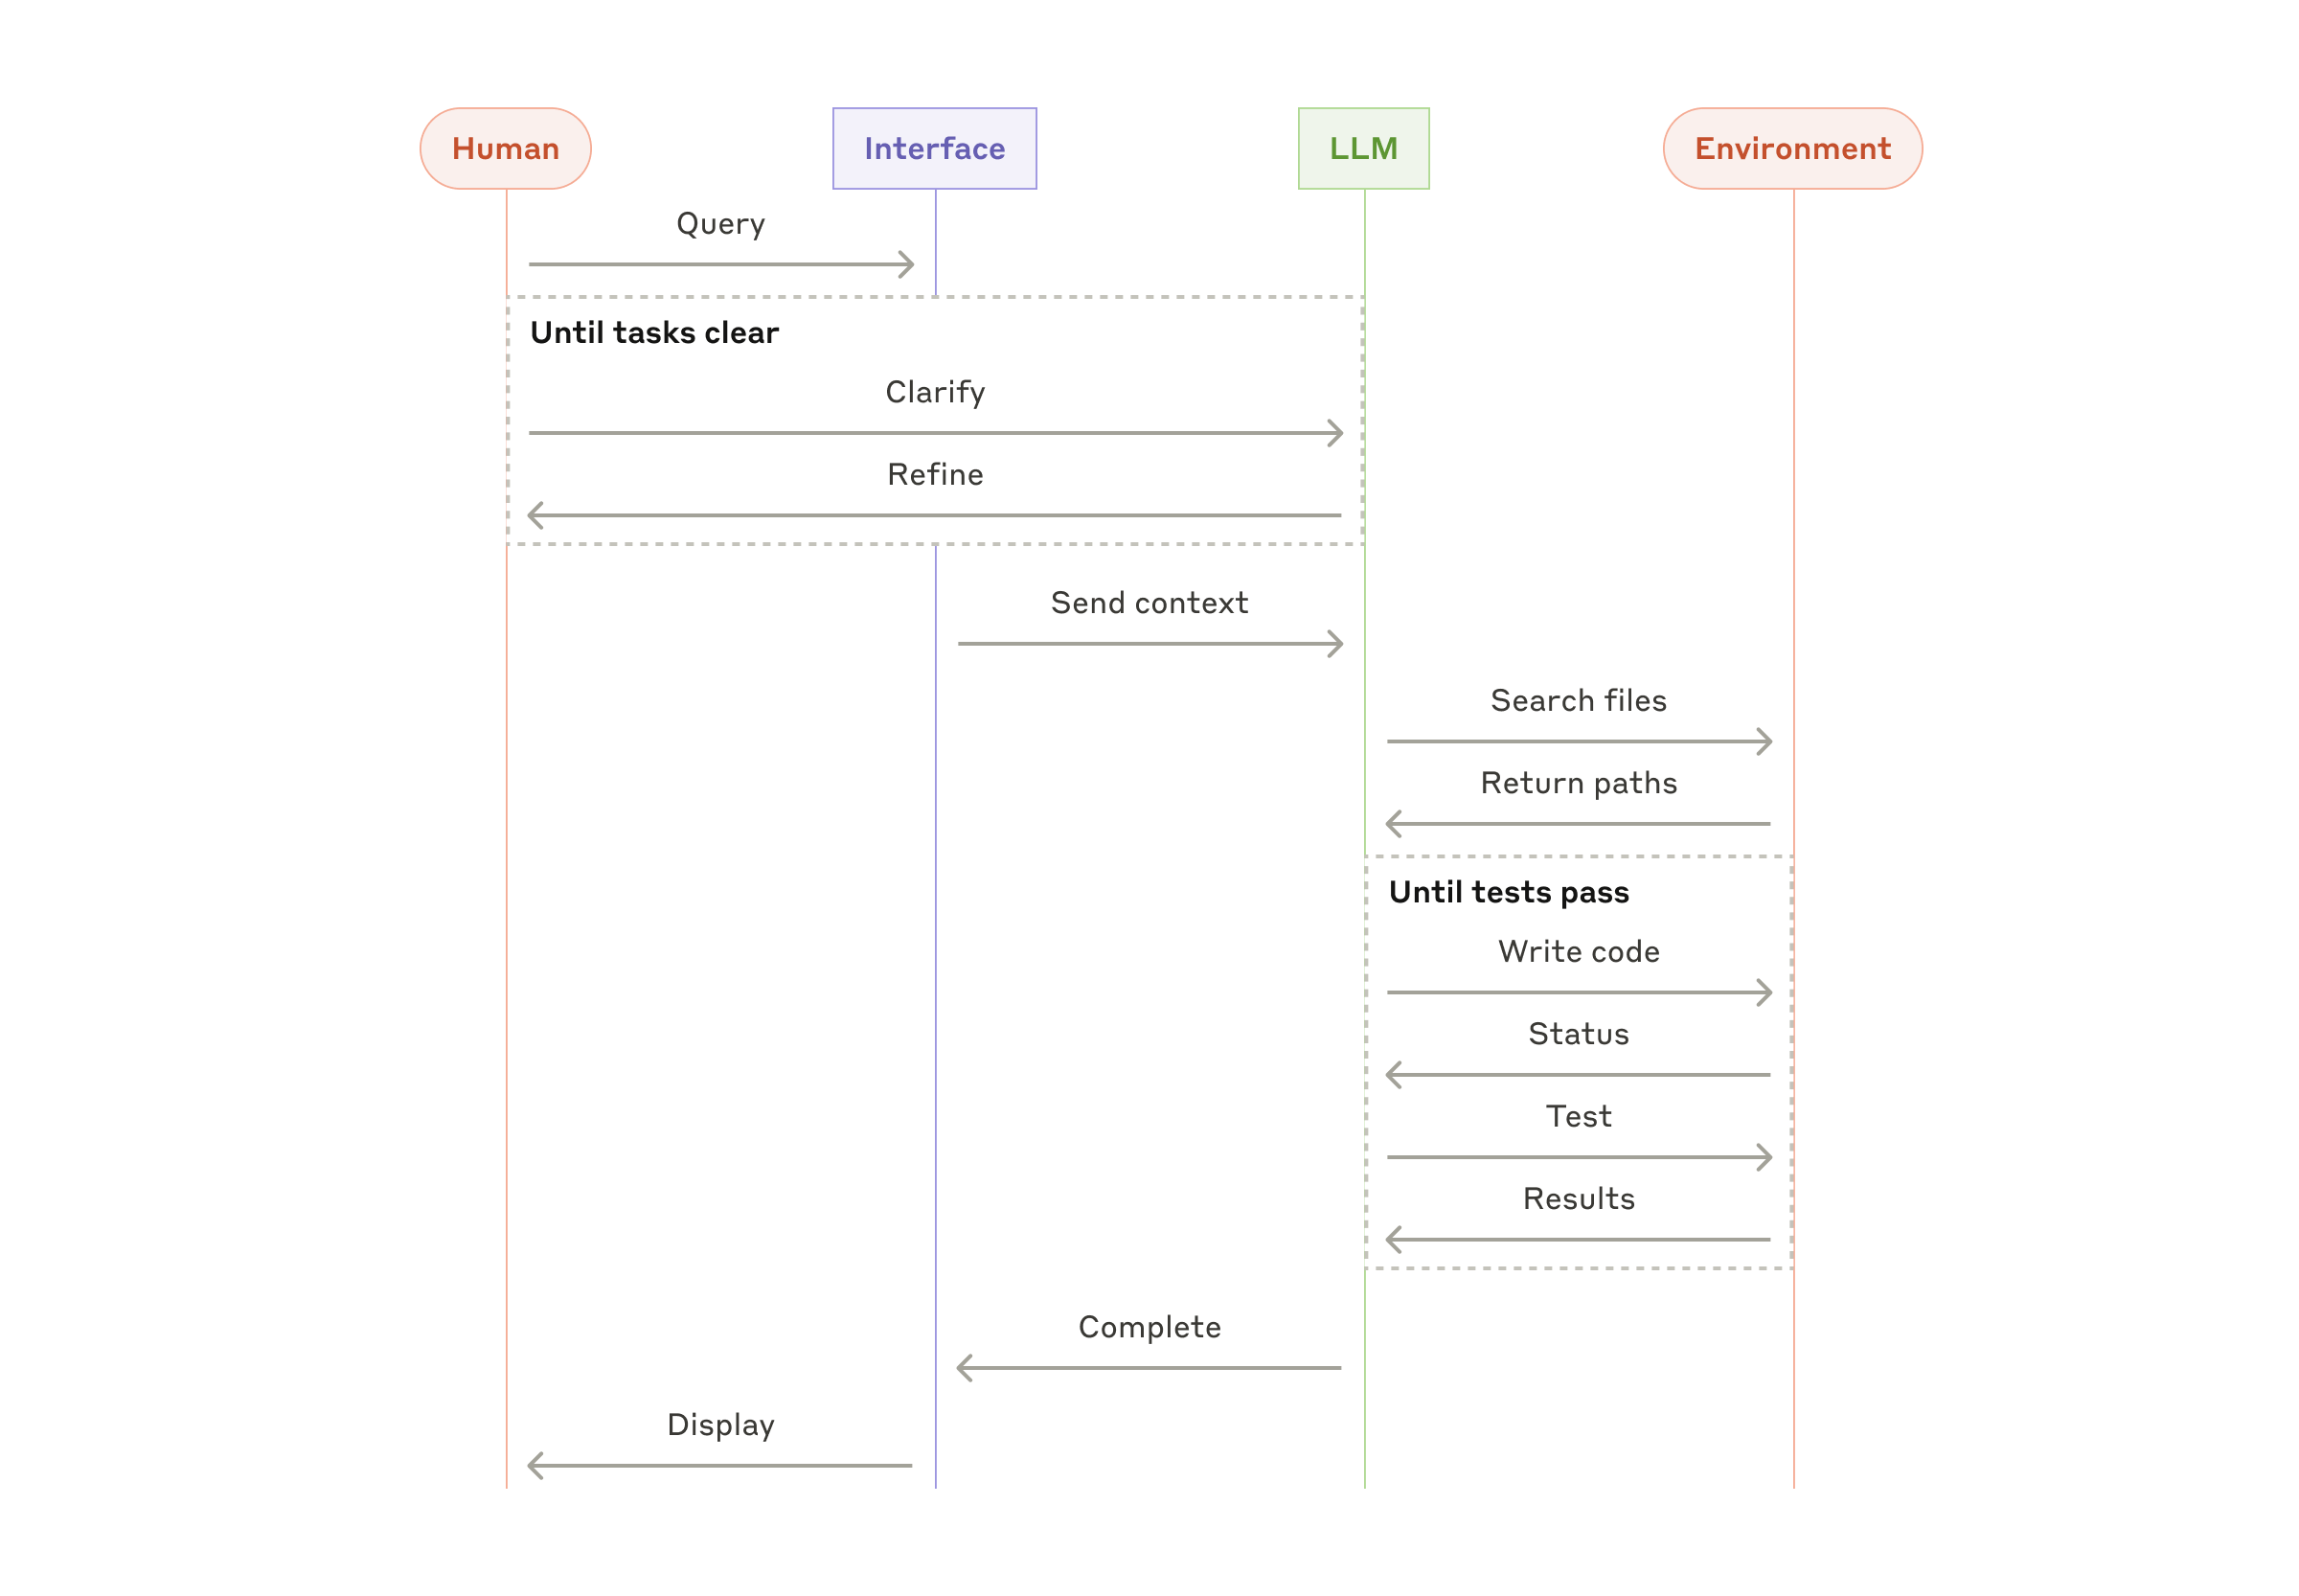 Human
Interface
LLM
Environment
Query
Until tasks clear
Clarify
Refine
Send context
Search files
Return paths
Until tests pass
Write code
Status
Test
Results
Complete
Display